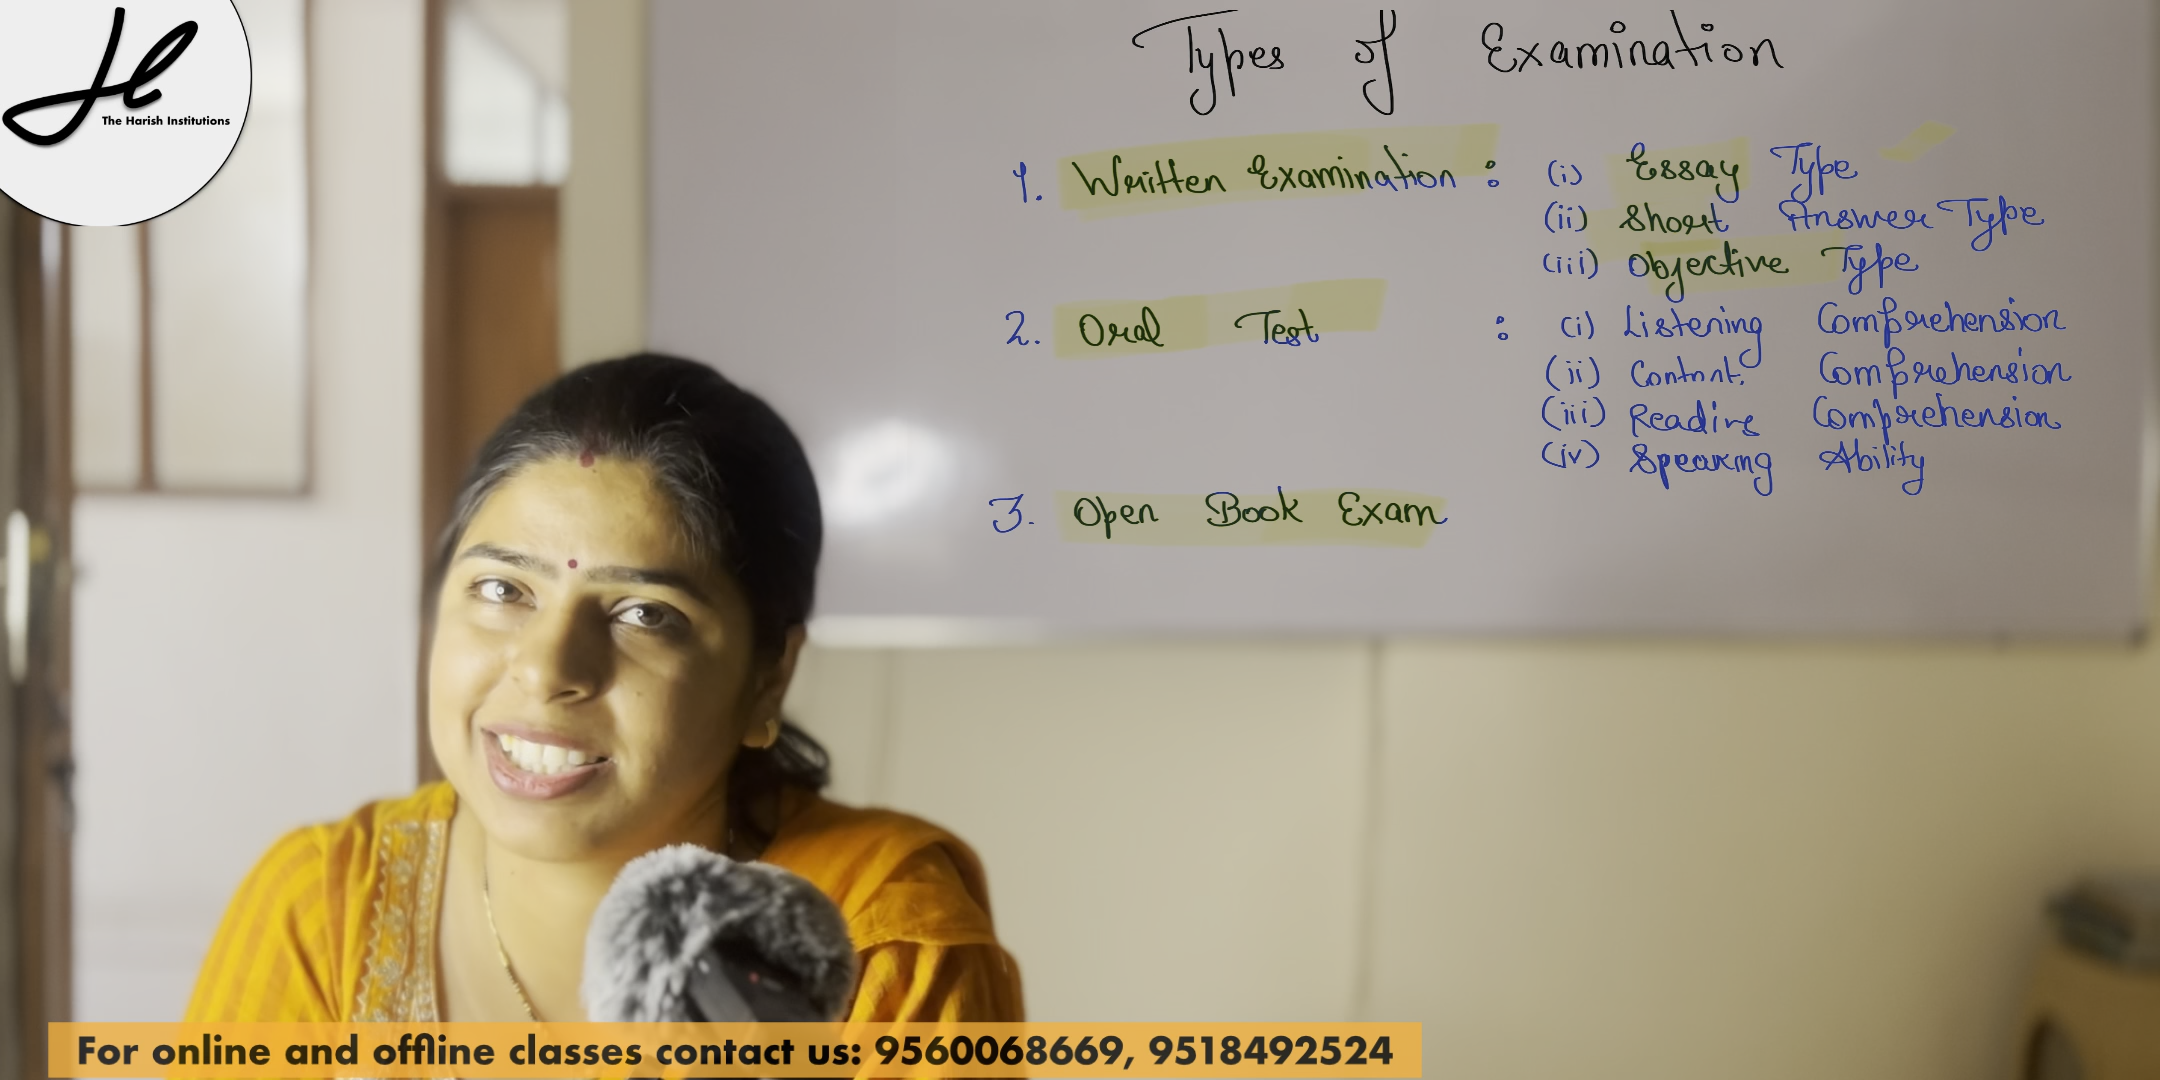 The Harish Institutions
Types of Examination
1. Written Examination : (i) Essay Type
(ii) Short Answer Type
(iii) Objective Type
2. Oral Test : (i) Listening Comprehension
(ii) Comprehension
(iii) Reading Comprehension
(iv) Speaking Ability
3. Open Book Exam
For online and offline classes contact us: 9560068669, 9518492524